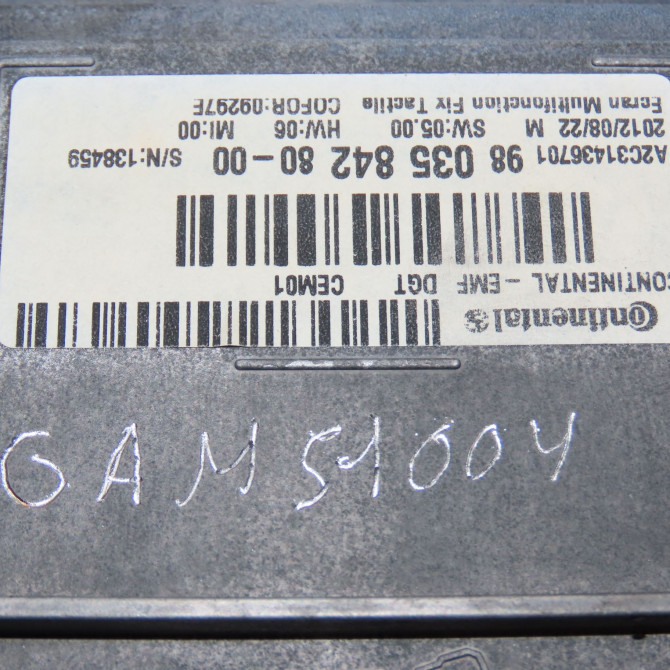 Continental
CONTINENTAL - EMF DGT CEM01
A2C31436701 98 035 842 80-00 S/N:138459
2012/08/22 M SW:05.00 HW:06 MI:00
Ecran Multifonction Fix Tactile COFOR:09297E
GAM51004